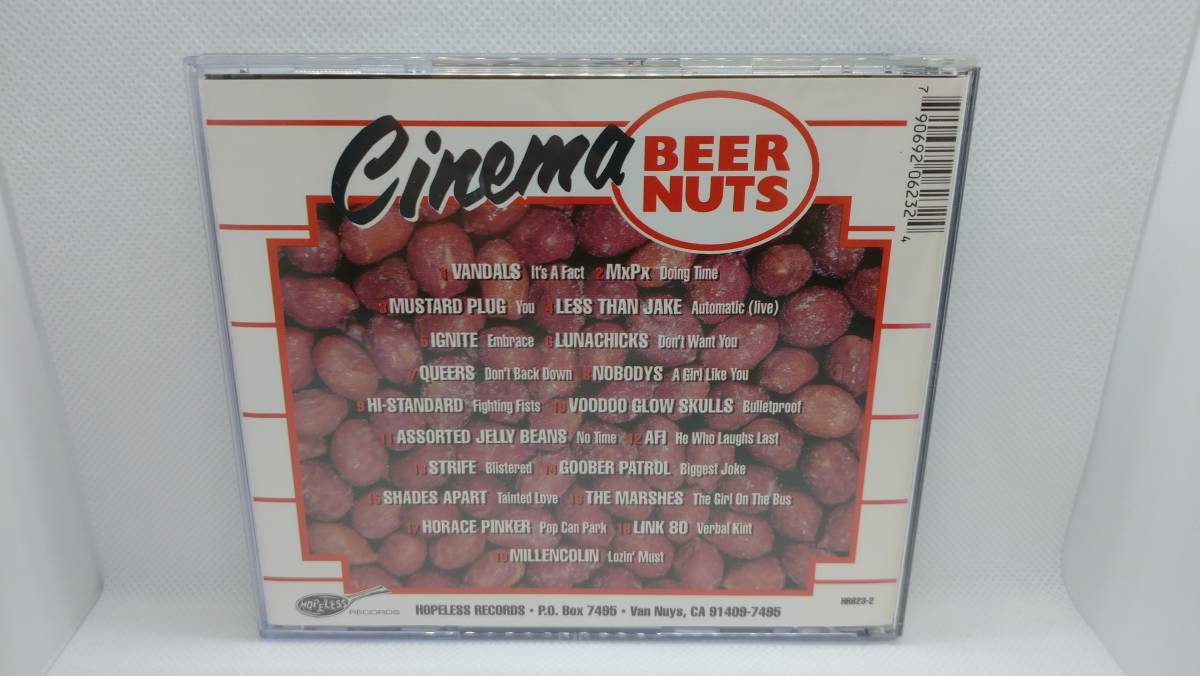 Cinema BEER NUTS
7 90692 06232 4
1 VANDALS It's A Fact 2 MxPx Doing Time
3 MUSTARD PLUG You 4 LESS THAN JAKE Automatic (live)
5 IGNITE Embrace 6 LUNACHICKS Don't Want You
7 QUEERS Don't Back Down 8 NOBODYS A Girl Like You
9 HI-STANDARD Fighting Fists 10 VOODOO GLOW SKULLS Bulletproof
11 ASSORTED JELLY BEANS No Time 12 AFI He Who Laughs Last
13 STRIFE Blistered 14 GOOBER PATROL Biggest Joke
15 SHADES APART Tainted Love 16 THE MARSHES The Girl On The Bus
17 HORACE PINKER Pop Can Park 18 LINK 80 Verbal Kint
19 MILLENCOLIN Lozin' Must
HOPELESS RECORDS
HOPELESS RECORDS • P.O. Box 7495 • Van Nuys, CA 91409-7495
HR623-2